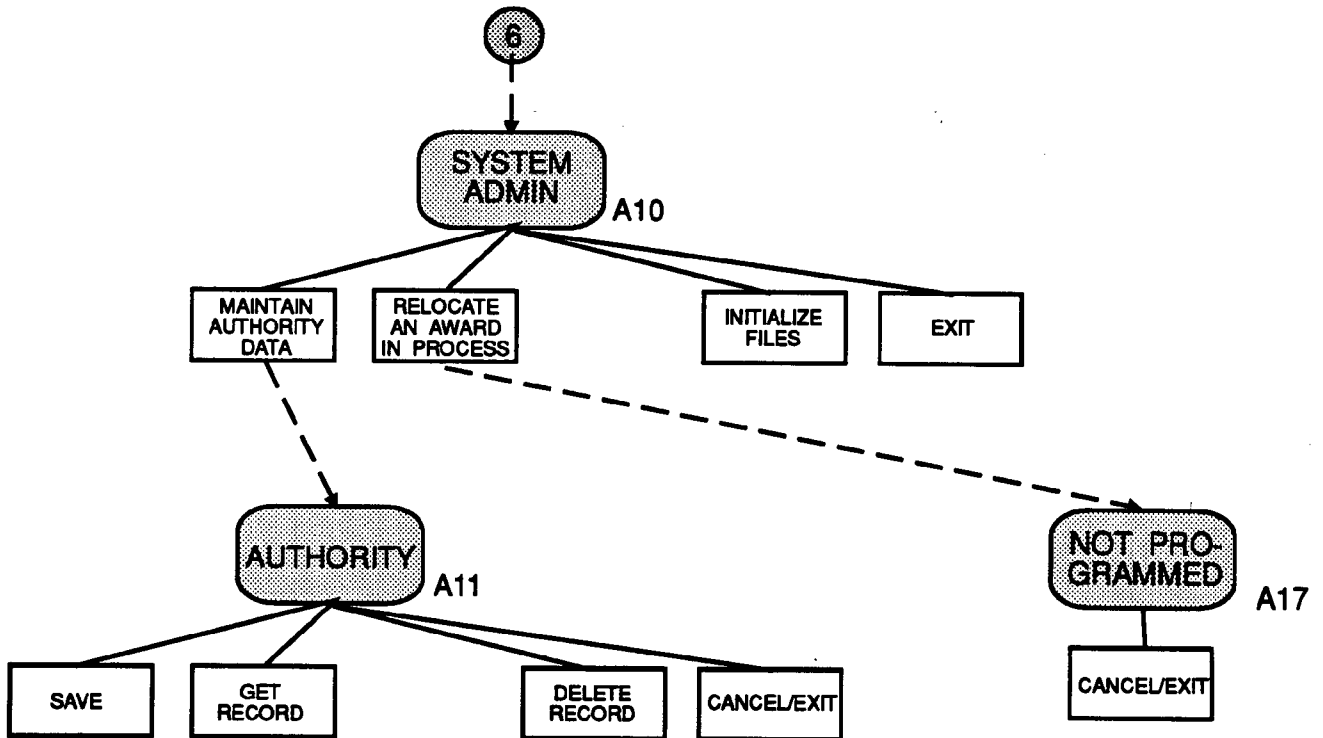 6
SYSTEM
ADMIN
A10
MAINTAIN
AUTHORITY
DATA
RELOCATE
AN AWARD
IN PROCESS
INITIALIZE
FILES
EXIT
AUTHORITY
A11
NOT PRO-
GRAMMED
A17
SAVE
GET
RECORD
DELETE
RECORD
CANCEL/EXIT
CANCEL/EXIT